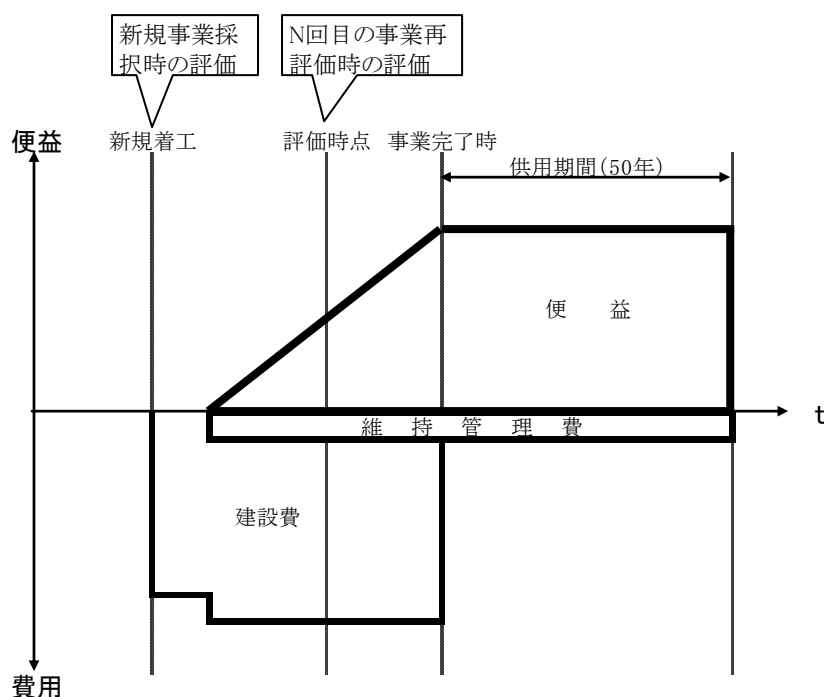 新規事業採
択時の評価
N回目の事業再
評価時の評価
便益
新規着工
評価時点
事業完了時
供用期間(50年)
便　益
t
維　持　管　理　費
建設費
費用